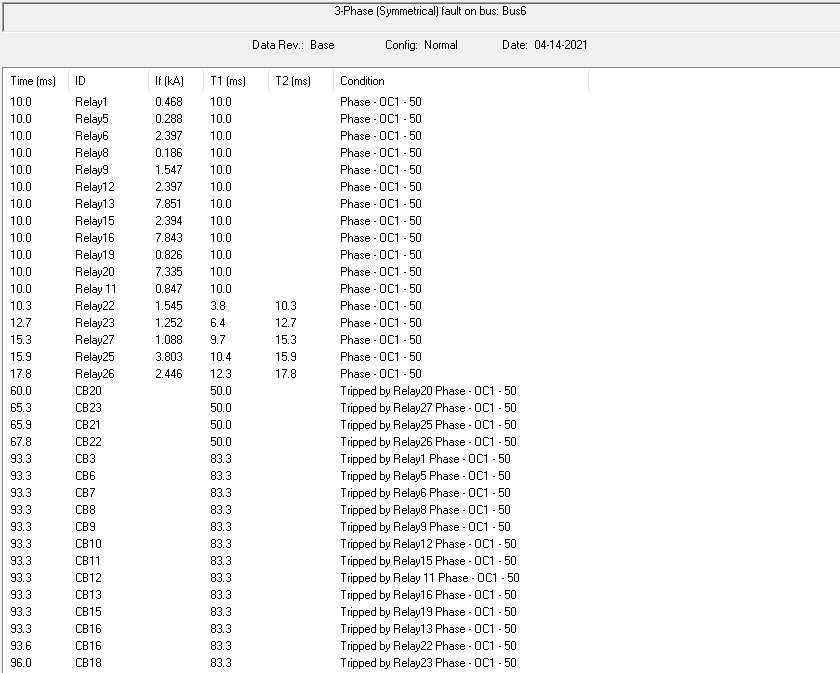 3-Phase (Symmetrical) fault on bus: Bus6
Data Rev.: Base Config: Normal Date: 04-14-2021
Time (ms) ID If (kA) T1 (ms) T2 (ms) Condition
10.0 Relay1 0.468 10.0 Phase - OC1 - 50
10.0 Relay5 0.288 10.0 Phase - OC1 - 50
10.0 Relay6 2.397 10.0 Phase - OC1 - 50
10.0 Relay8 0.186 10.0 Phase - OC1 - 50
10.0 Relay9 1.547 10.0 Phase - OC1 - 50
10.0 Relay12 2.397 10.0 Phase - OC1 - 50
10.0 Relay13 7.851 10.0 Phase - OC1 - 50
10.0 Relay15 2.394 10.0 Phase - OC1 - 50
10.0 Relay16 7.843 10.0 Phase - OC1 - 50
10.0 Relay19 0.826 10.0 Phase - OC1 - 50
10.0 Relay20 7.335 10.0 Phase - OC1 - 50
10.0 Relay 11 0.847 10.0 Phase - OC1 - 50
10.3 Relay22 1.545 3.8 10.3 Phase - OC1 - 50
12.7 Relay23 1.252 6.4 12.7 Phase - OC1 - 50
15.3 Relay27 1.088 9.7 15.3 Phase - OC1 - 50
15.9 Relay25 3.803 10.4 15.9 Phase - OC1 - 50
17.8 Relay26 2.446 12.3 17.8 Phase - OC1 - 50
60.0 CB20 50.0 Tripped by Relay20 Phase - OC1 - 50
65.3 CB23 50.0 Tripped by Relay27 Phase - OC1 - 50
65.9 CB21 50.0 Tripped by Relay25 Phase - OC1 - 50
67.8 CB22 50.0 Tripped by Relay26 Phase - OC1 - 50
93.3 CB3 83.3 Tripped by Relay1 Phase - OC1 - 50
93.3 CB6 83.3 Tripped by Relay5 Phase - OC1 - 50
93.3 CB7 83.3 Tripped by Relay6 Phase - OC1 - 50
93.3 CB8 83.3 Tripped by Relay8 Phase - OC1 - 50
93.3 CB9 83.3 Tripped by Relay9 Phase - OC1 - 50
93.3 CB10 83.3 Tripped by Relay12 Phase - OC1 - 50
93.3 CB11 83.3 Tripped by Relay15 Phase - OC1 - 50
93.3 CB12 83.3 Tripped by Relay 11 Phase - OC1 - 50
93.3 CB13 83.3 Tripped by Relay16 Phase - OC1 - 50
93.3 CB15 83.3 Tripped by Relay19 Phase - OC1 - 50
93.3 CB16 83.3 Tripped by Relay13 Phase - OC1 - 50
93.6 CB16 83.3 Tripped by Relay22 Phase - OC1 - 50
96.0 CB18 83.3 Tripped by Relay23 Phase - OC1 - 50